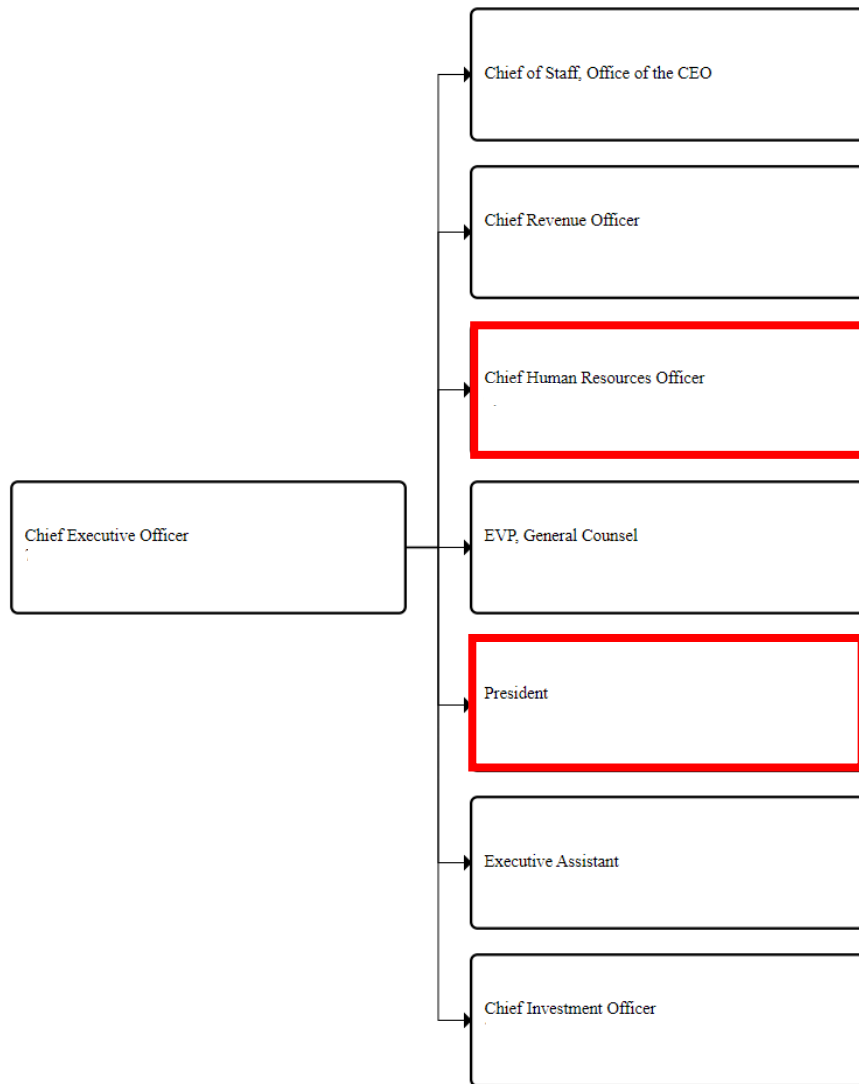 Chief of Staff, Office of the CEO
Chief Revenue Officer
Chief Human Resources Officer
Chief Executive Officer
EVP, General Counsel
President
Executive Assistant
Chief Investment Officer